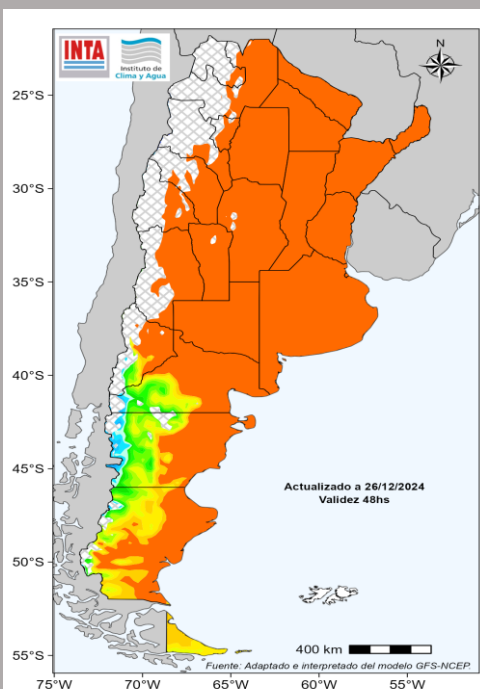 INTA
Instituto de
Clima y Agua
N
25°S
30°S
35°S
40°S
45°S
50°S
55°S
Actualizado a 26/12/2024
Validez 48hs
400 km
Fuente: Adaptado e interpretado del modelo GFS-NCEP.
75°W
70°W
65°W
60°W
55°W